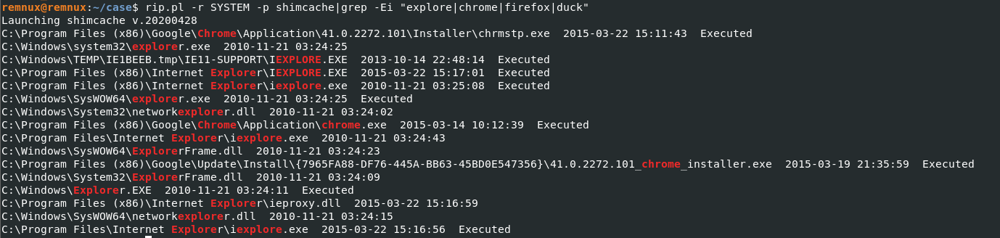 remnux@remnux:~/case$ rip.pl -r SYSTEM -p shimcache|grep -Ei "explore|chrome|firefox|duck"
Launching shimcache v.20200428
C:\Program Files (x86)\Google\Chrome\Application\41.0.2272.101\Installer\chrmstp.exe  2015-03-22 15:11:43  Executed
C:\Windows\system32\explorer.exe  2010-11-21 03:24:25
C:\Windows\TEMP\IE1BEEB.tmp\IE11-SUPPORT\IEXPLORE.EXE  2013-10-14 22:48:14  Executed
C:\Program Files (x86)\Internet Explorer\IEXPLORE.EXE  2015-03-22 15:17:01  Executed
C:\Program Files (x86)\Internet Explorer\iexplore.exe  2010-11-21 03:25:08  Executed
C:\Windows\SysWOW64\explorer.exe  2010-11-21 03:24:25  Executed
C:\Windows\System32\networkexplorer.dll  2010-11-21 03:24:02
C:\Program Files (x86)\Google\Chrome\Application\chrome.exe  2015-03-14 10:12:39  Executed
C:\Program Files\Internet Explorer\iexplore.exe  2010-11-21 03:24:43
C:\Windows\SysWOW64\ExplorerFrame.dll  2010-11-21 03:24:23
C:\Program Files (x86)\Google\Update\Install\{7965FA88-DF76-445A-BB63-45BD0E547356}\41.0.2272.101_chrome_installer.exe  2015-03-19 21:35:59  Executed
C:\Windows\System32\ExplorerFrame.dll  2010-11-21 03:24:09
C:\Windows\Explorer.EXE  2010-11-21 03:24:11  Executed
C:\Program Files (x86)\Internet Explorer\ieproxy.dll  2015-03-22 15:16:59
C:\Windows\SysWOW64\networkexplorer.dll  2010-11-21 03:24:15
C:\Program Files\Internet Explorer\iexplore.exe  2015-03-22 15:16:56  Executed